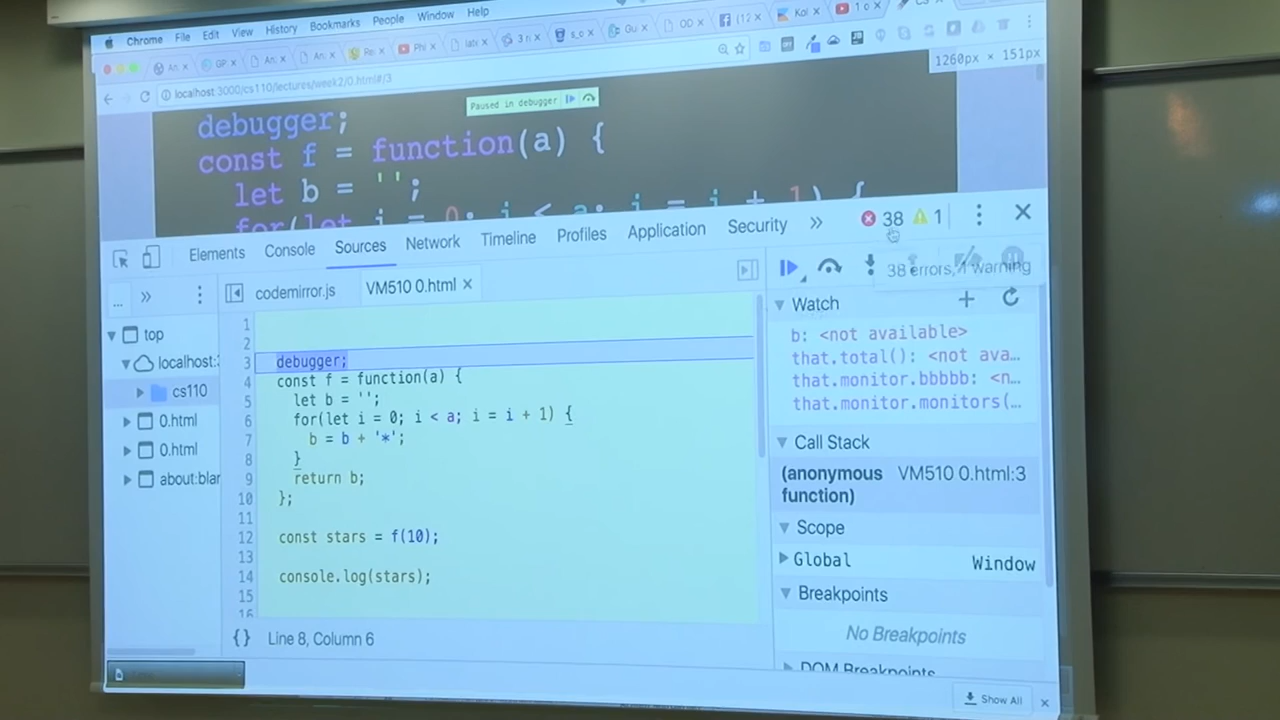 Chrome File Edit View History Bookmarks People Window Help
localhost:3000/cs110/lectures/week2/0.html#/3
1260px × 151px
Paused in debugger
debugger;
const f = function(a) {
let b = '';
for(let i = 0; i < a; i = i + 1) {
Elements Console Sources Network Timeline Profiles Application Security » 38 1
38 errors, 1 warning
... » codemirror.js VM510 0.html ×
top
localhost:
cs110
0.html
0.html
about:blar
1
2
3 debugger;
4 const f = function(a) {
5 let b = '';
6 for(let i = 0; i < a; i = i + 1) {
7 b = b + '*';
8 }
9 return b;
10 };
11
12 const stars = f(10);
13
14 console.log(stars);
15
16
{} Line 8, Column 6
Watch
b: <not available>
that.total(): <not ava…
that.monitor.bbbbb: <n…
that.monitor.monitors(…
Call Stack
(anonymous function) VM510 0.html:3
Scope
Global Window
Breakpoints
No Breakpoints
DOM Breakpoints
Show All